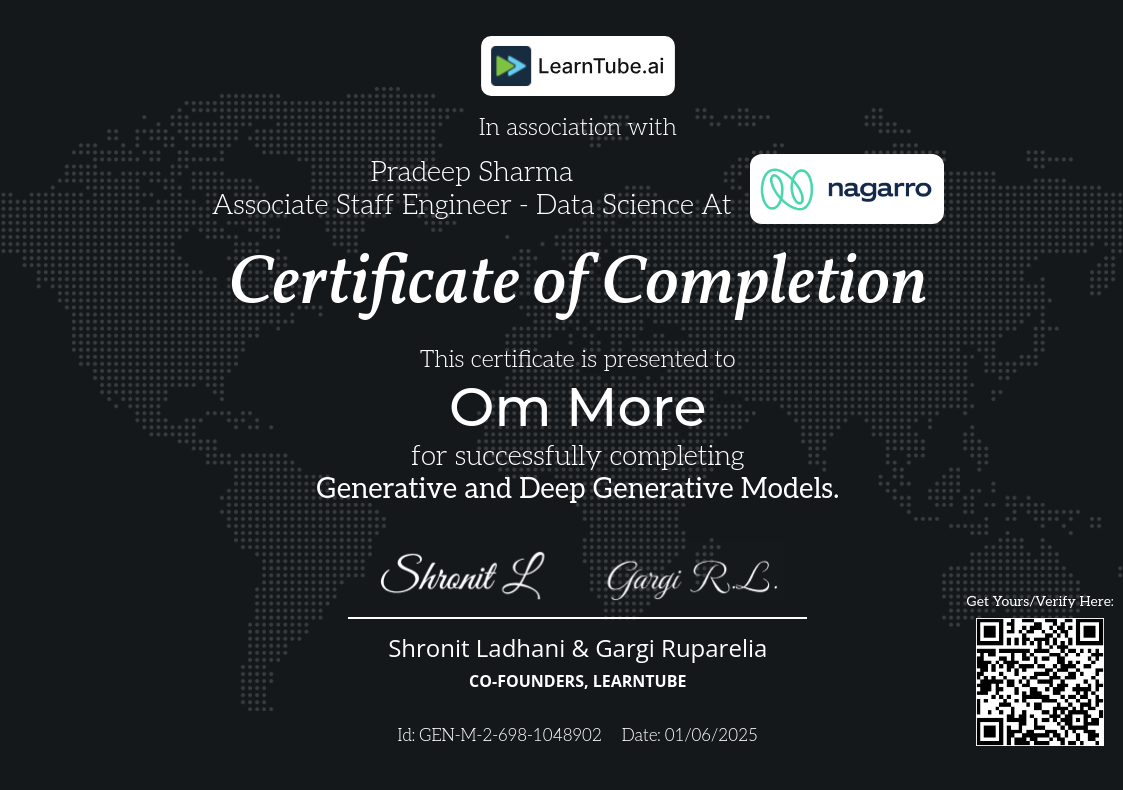 LearnTube.ai
In association with
Pradeep Sharma
Associate Staff Engineer - Data Science At
nagarro
Certificate of Completion
This certificate is presented to
Om More
for successfully completing
Generative and Deep Generative Models.
Shronit L
Gargi R.L.
Get Yours/Verify Here:
Shronit Ladhani & Gargi Ruparelia
CO-FOUNDERS, LEARNTUBE
Id: GEN-M-2-698-1048902 Date: 01/06/2025